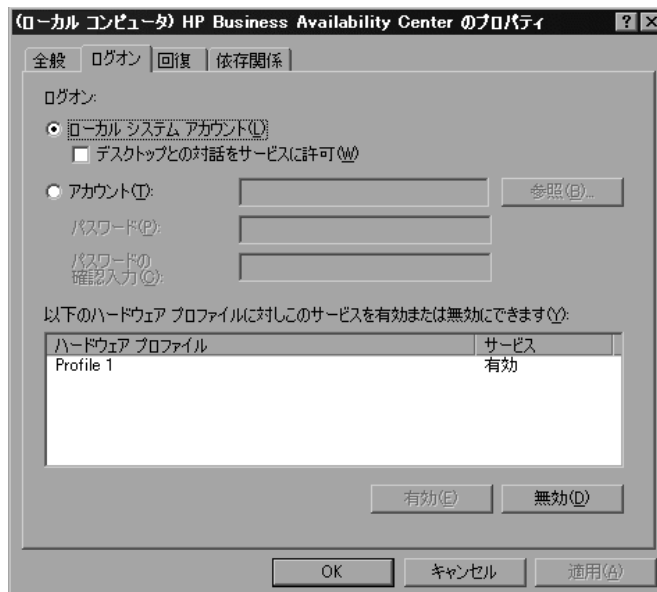 (ローカル コンピュータ) HP Business Availability Center のプロパティ
全般 ログオン 回復 依存関係
ログオン:
ローカル システム アカウント(L)
デスクトップとの対話をサービスに許可(W)
アカウント(T): 参照(B)...
パスワード(P):
パスワードの
確認入力(C):
以下のハードウェア プロファイルに対しこのサービスを有効または無効にできます(Y):
ハードウェア プロファイル サービス
Profile 1 有効
有効(E) 無効(D)
OK キャンセル 適用(A)